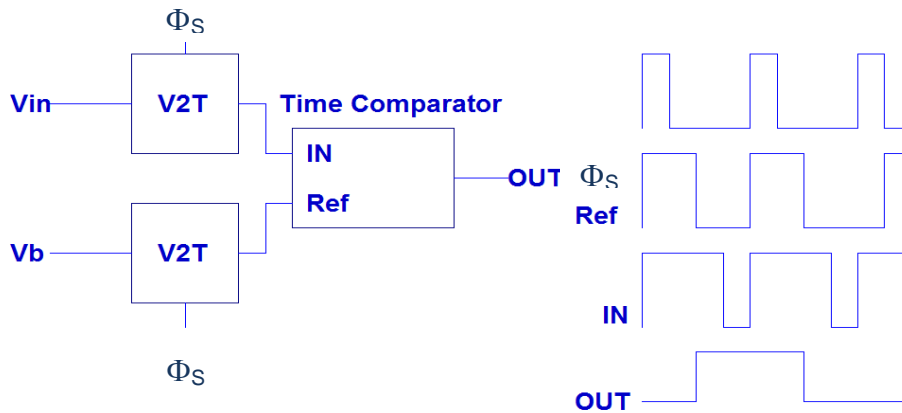 ΦS
Vin
V2T
Time Comparator
IN
Ref
OUT
Vb
V2T
ΦS
ΦS
Ref
IN
OUT